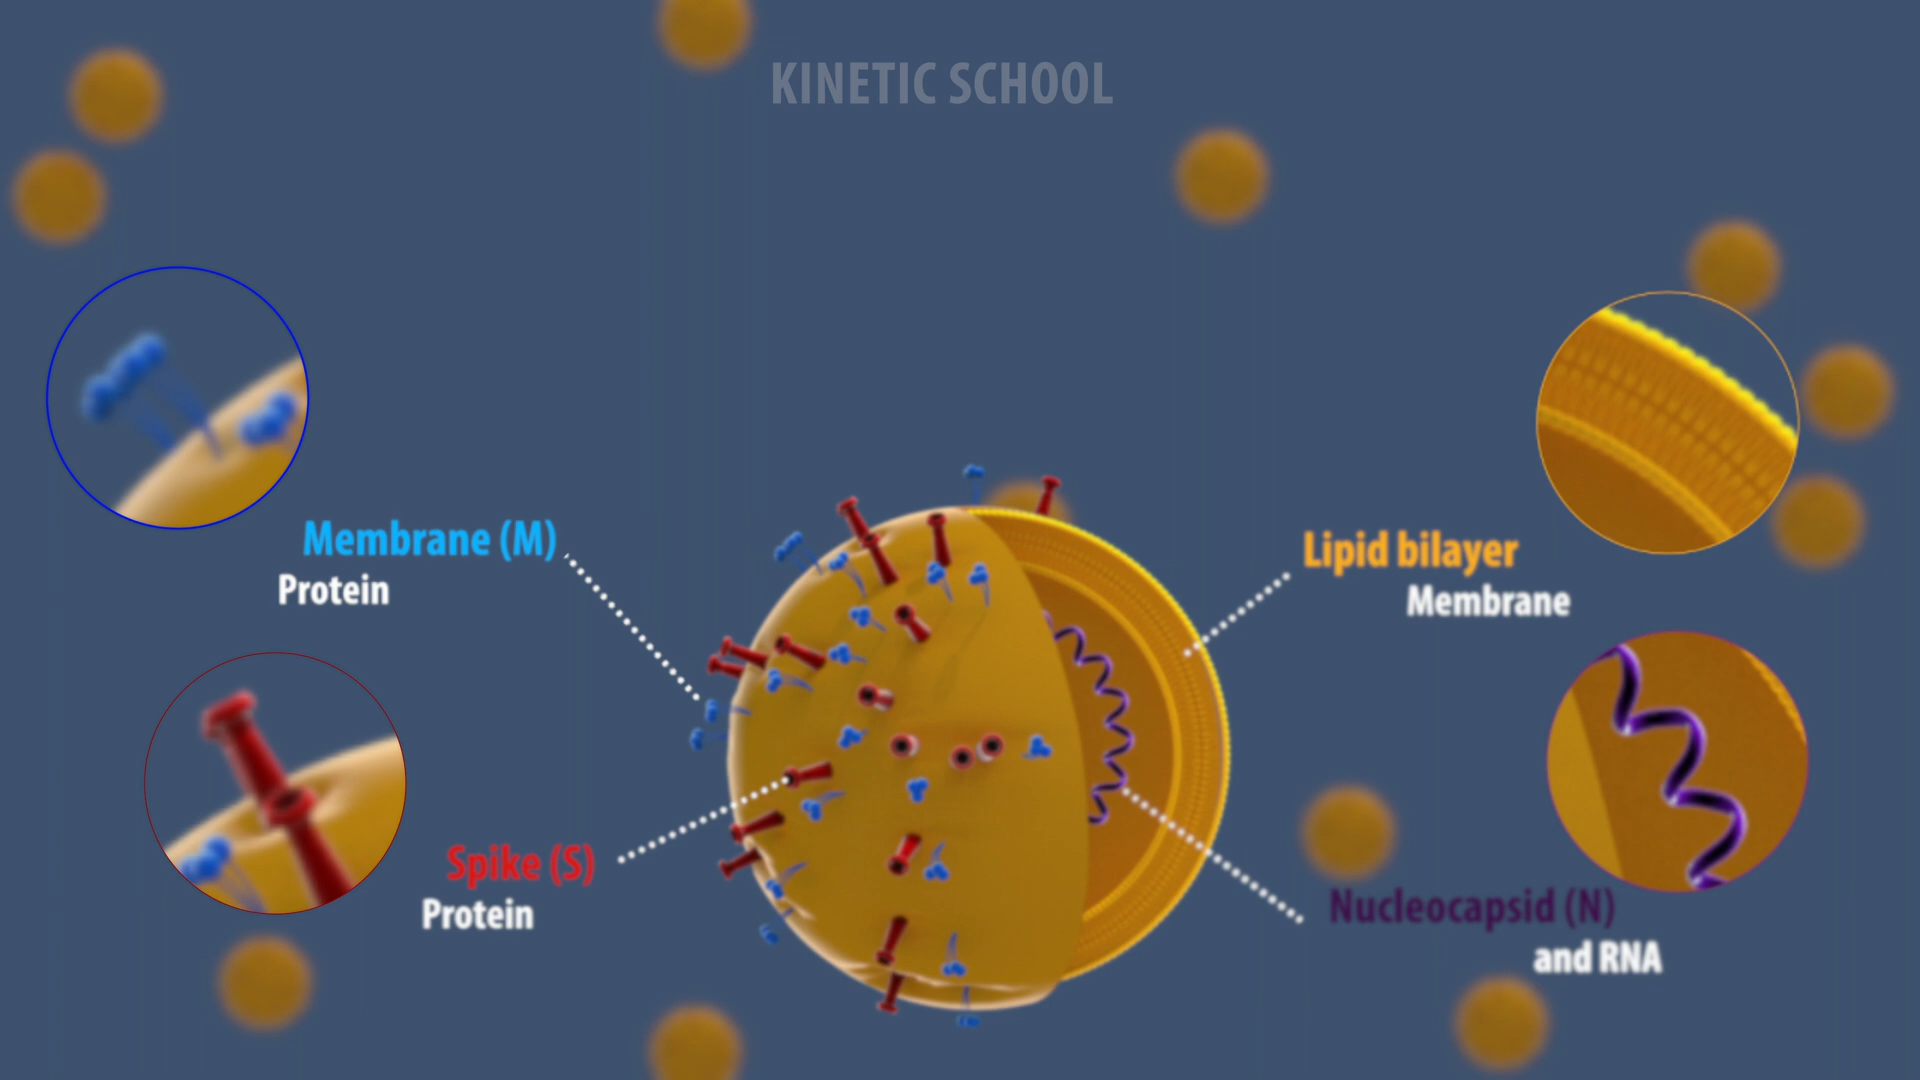 KINETIC SCHOOL
Membrane (M)
Protein
Spike (S)
Protein
Lipid bilayer
Membrane
Nucleocapsid (N)
and RNA